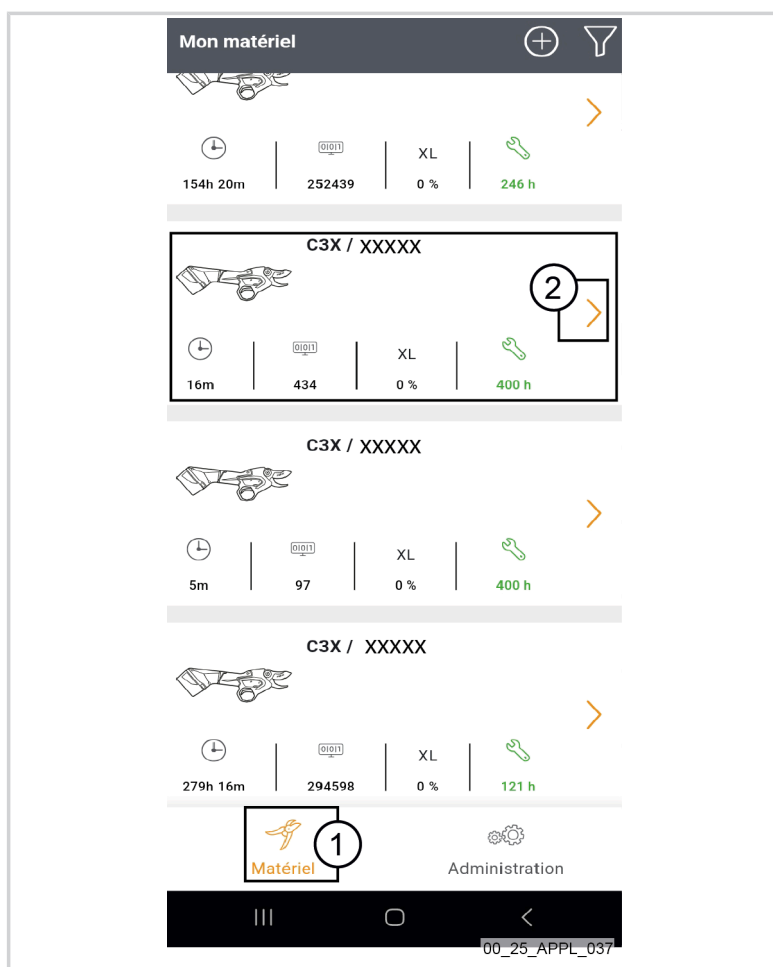 Mon matériel
XL
154h 20m 252439 0 % 246 h
C3X / XXXXX
2
XL
16m 434 0 % 400 h
C3X / XXXXX
XL
5m 97 0 % 400 h
C3X / XXXXX
XL
279h 16m 294598 0 % 121 h
1
Matériel Administration
00_25_APPL_037